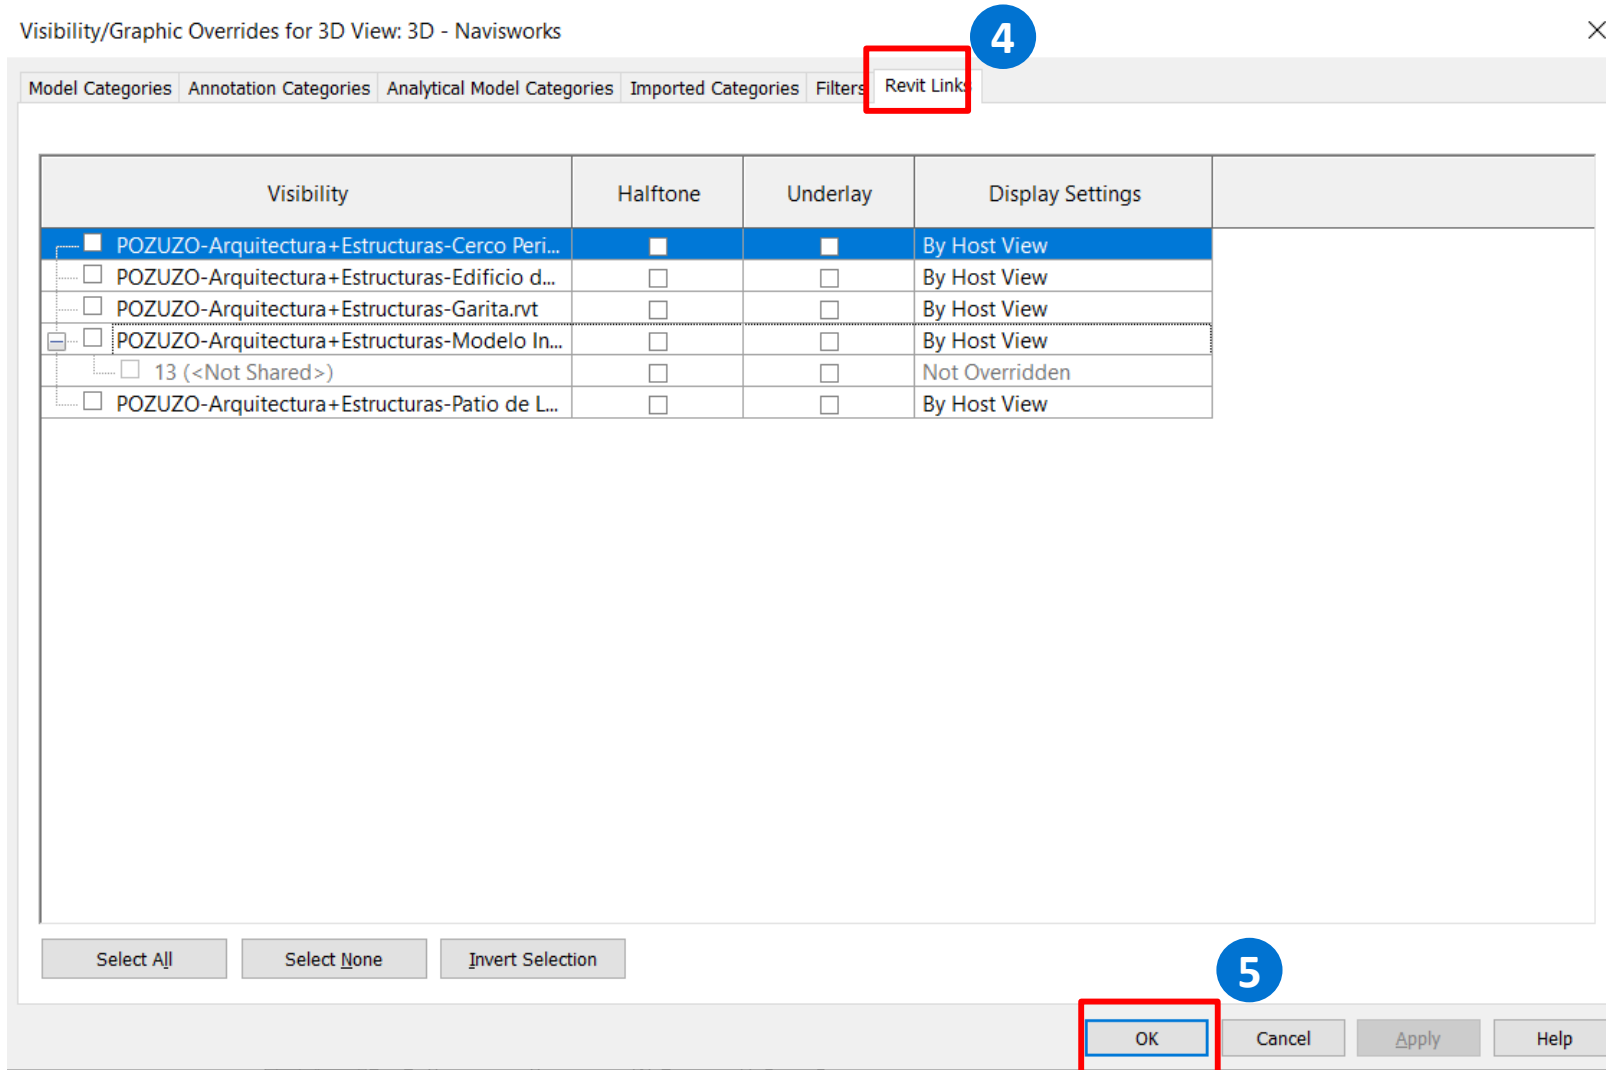 Visibility/Graphic Overrides for 3D View: 3D - Navisworks
4
Model Categories Annotation Categories Analytical Model Categories Imported Categories Filters Revit Links
Visibility Halftone Underlay Display Settings
POZUZO-Arquitectura+Estructuras-Cerco Peri... By Host View
POZUZO-Arquitectura+Estructuras-Edificio d... By Host View
POZUZO-Arquitectura+Estructuras-Garita.rvt By Host View
POZUZO-Arquitectura+Estructuras-Modelo In... By Host View
13 (<Not Shared>) Not Overridden
POZUZO-Arquitectura+Estructuras-Patio de L... By Host View
Select All Select None Invert Selection
5
OK Cancel Apply Help